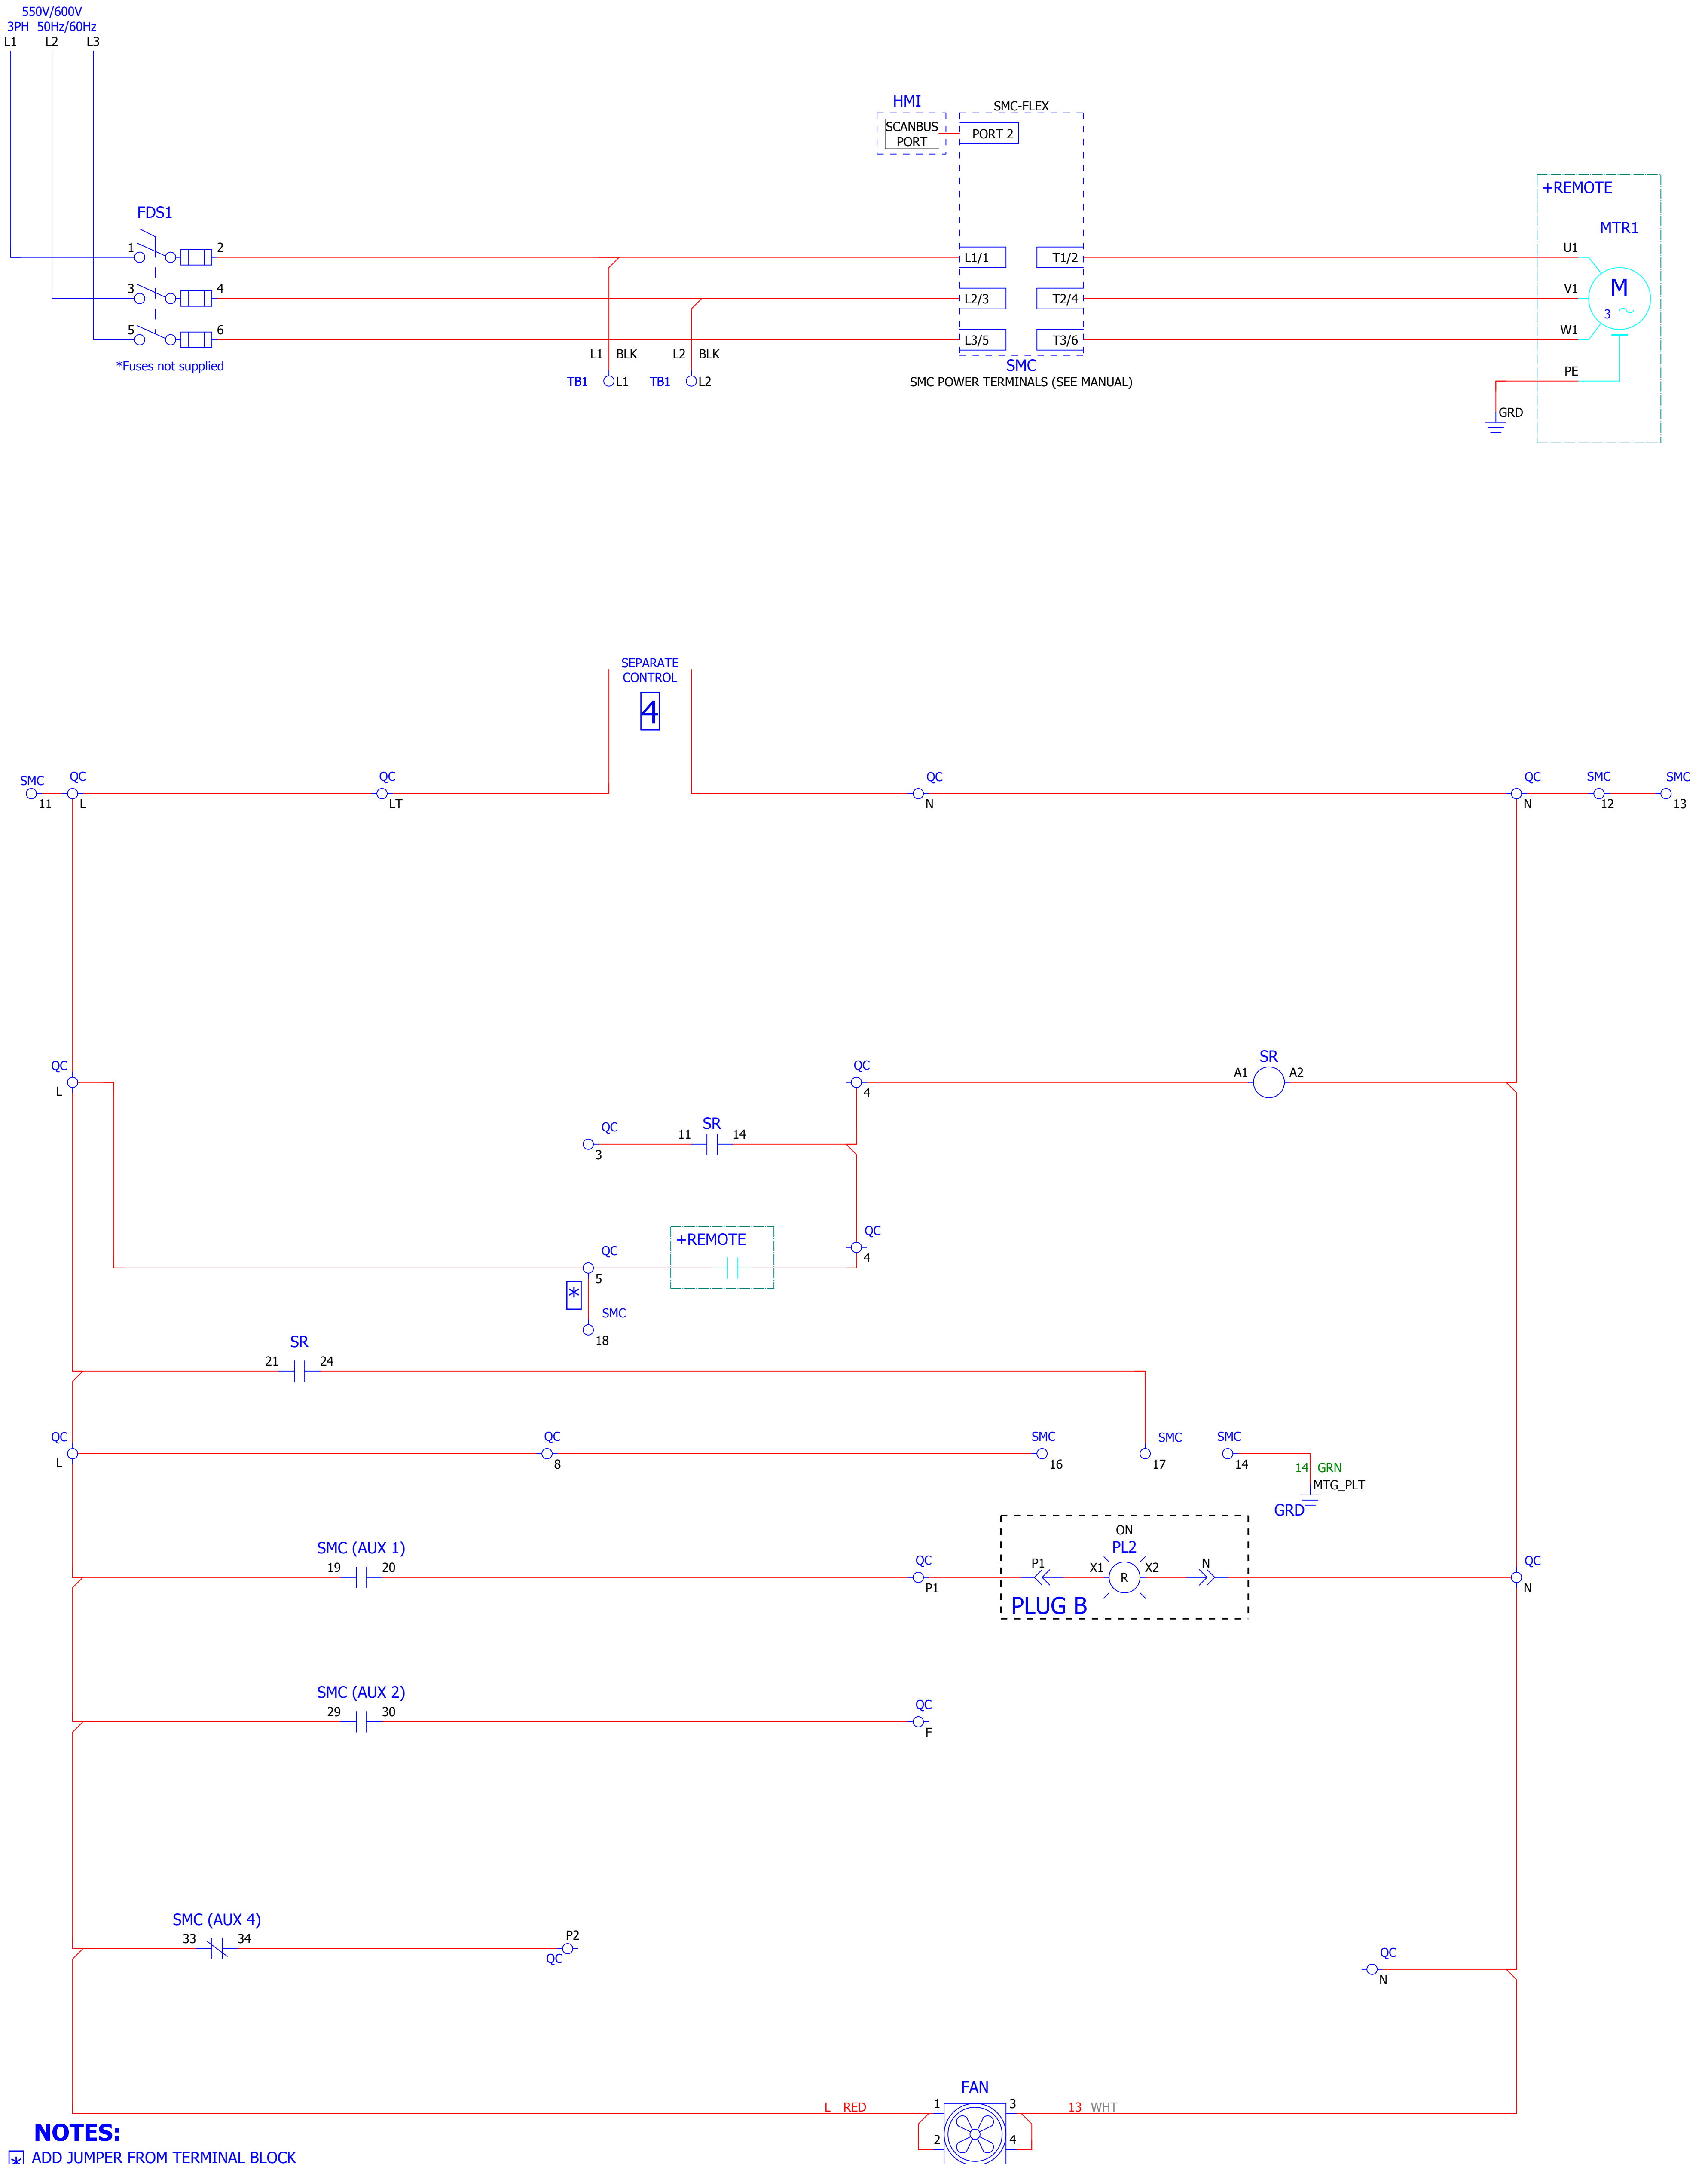 550V/600V
3PH 50Hz/60Hz
L1 L2 L3
HMI
SMC-FLEX
SCANBUS
PORT
PORT 2
+REMOTE
MTR1
FDS1
1 2
L1/1 T1/2
U1
3 4
L2/3 T2/4
V1
M
3
5 6
L3/5 T3/6
W1
*Fuses not supplied
L1 BLK L2 BLK
TB1 L1 TB1 L2
SMC
SMC POWER TERMINALS (SEE MANUAL)
PE
GRD
SEPARATE
CONTROL
4
SMC QC QC QC QC SMC SMC
11 L LT N N 12 13
QC QC SR
A1 A2
L 4
QC SR
11 14
3
QC
4
+REMOTE
QC
5
*
SMC
18
SR
21 24
QC QC SMC SMC SMC
L 8 16 17 14
14 GRN
MTG_PLT
GRD
ON
SMC (AUX 1) PL2
19 20 QC P1 X1 R X2 N QC
P1 N
PLUG B
SMC (AUX 2)
29 30 QC
F
SMC (AUX 4)
33 34 P2
QC
QC
N
FAN
L RED 1 3 13 WHT
2 4
NOTES:
* ADD JUMPER FROM TERMINAL BLOCK